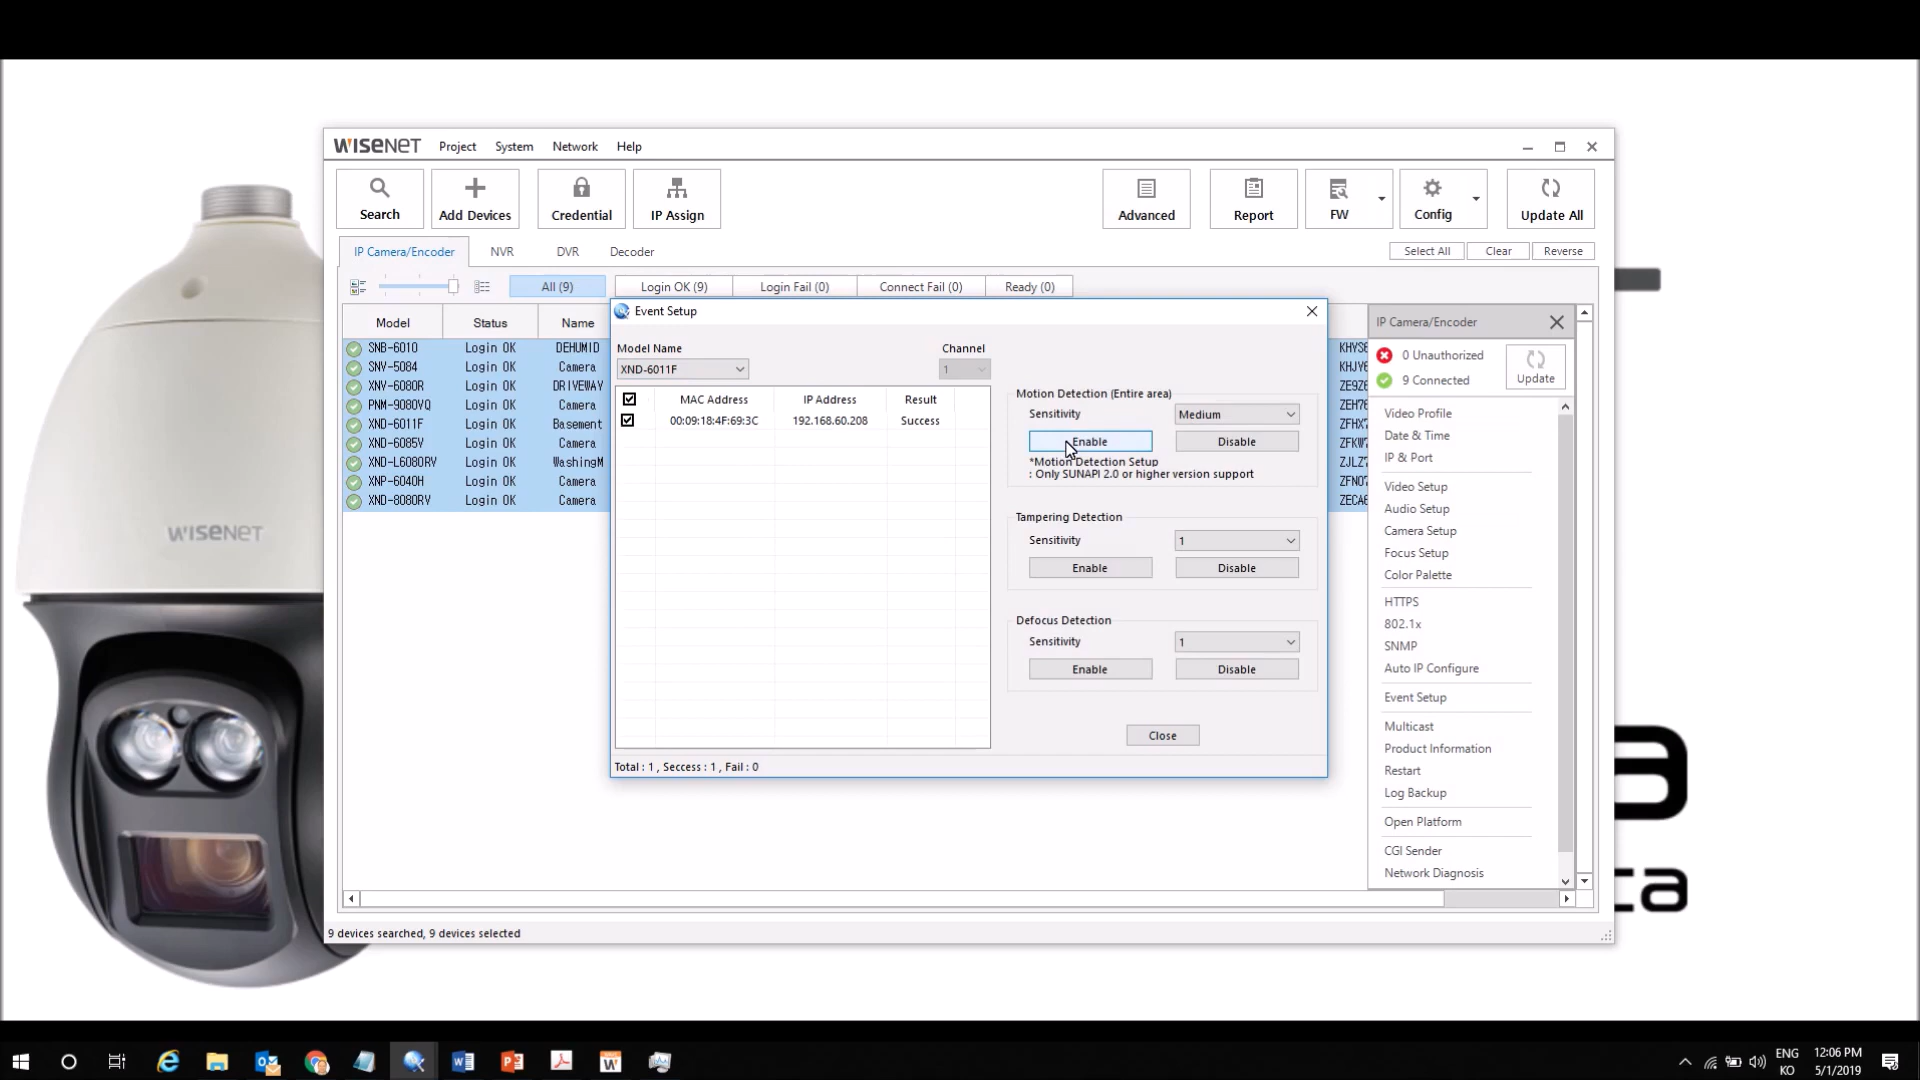 WISENET Project System Network Help
Search Add Devices Credential IP Assign Advanced Report FW Config Update All
IP Camera/Encoder NVR DVR Decoder Select All Clear Reverse
All (9) Login OK (9) Login Fail (0) Connect Fail (0) Ready (0)
Model Status Name
SNB-6010 Login OK DEHUMID
SNV-5084 Login OK Camera
XNV-6080R Login OK DRIVEWAY
PNM-9080VQ Login OK Camera
XND-6011F Login OK Basement
XND-6085V Login OK Camera
XND-L6080RV Login OK WashingM
XNP-6040H Login OK Camera
XND-8080RV Login OK Camera
Event Setup
Model Name Channel
XND-6011F 1
MAC Address IP Address Result
00:09:18:4F:69:3C 192.168.60.208 Success
Motion Detection (Entire area)
Sensitivity Medium
Enable Disable
*Motion Detection Setup
: Only SUNAPI 2.0 or higher version support
Tampering Detection
Sensitivity 1
Enable Disable
Defocus Detection
Sensitivity 1
Enable Disable
Close
Total : 1 , Seccess : 1 , Fail : 0
IP Camera/Encoder
0 Unauthorized
9 Connected
Update
Video Profile
Date & Time
IP & Port
Video Setup
Audio Setup
Camera Setup
Focus Setup
Color Palette
HTTPS
802.1x
SNMP
Auto IP Configure
Event Setup
Multicast
Product Information
Restart
Log Backup
Open Platform
CGI Sender
Network Diagnosis
9 devices searched, 9 devices selected
WISENET
ca
ENG
KO
12:06 PM
5/1/2019